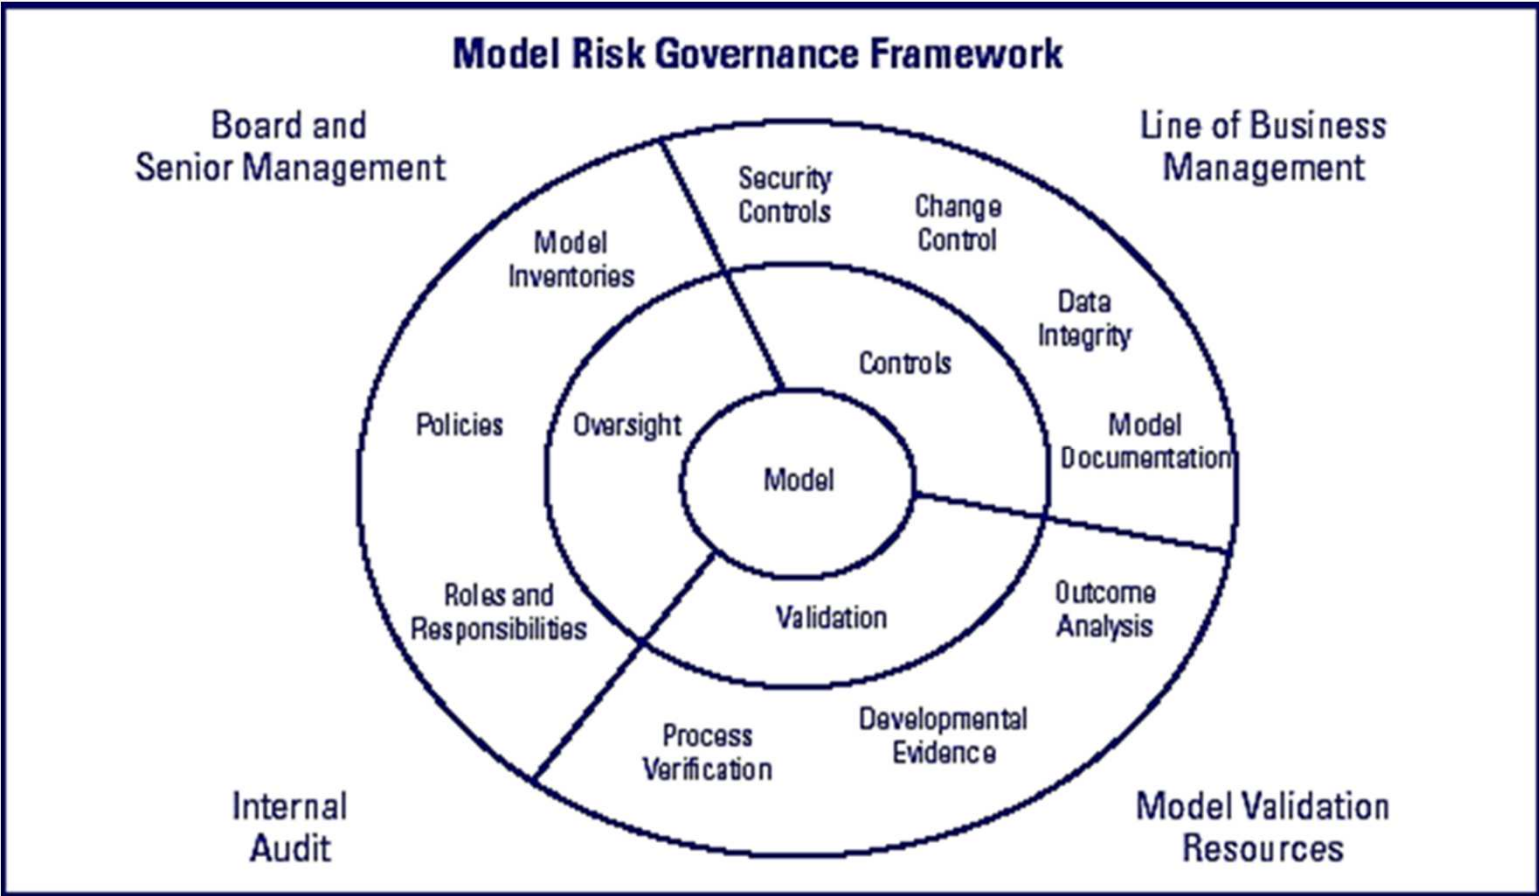 Model Risk Governance Framework
Board and
Senior Management
Line of Business
Management
Security
Controls
Change
Control
Model
Inventories
Data
Integrity
Controls
Policies
Oversight
Model
Documentation
Model
Roles and
Responsibilities
Validation
Outcome
Analysis
Process
Verification
Developmental
Evidence
Internal
Audit
Model Validation
Resources